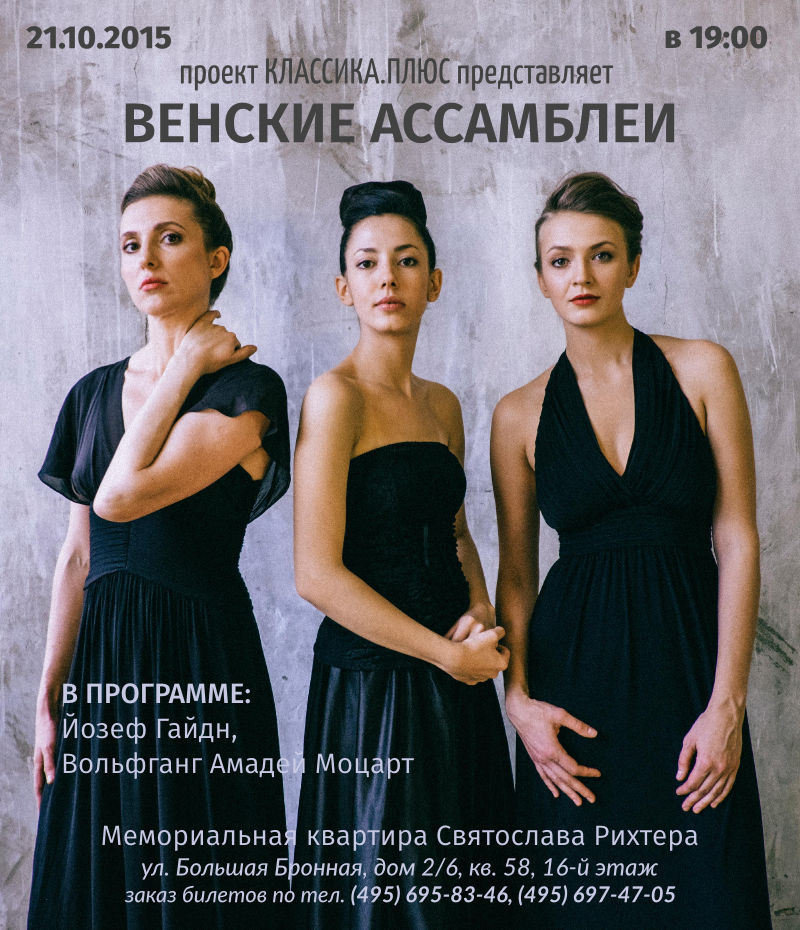 21.10.2015
в 19:00
проект КЛАССИКА.ПЛЮС представляет
ВЕНСКИЕ АССАМБЛЕИ
В ПРОГРАММЕ:
Йозеф Гайдн,
Вольфганг Амадей Моцарт
Мемориальная квартира Святослава Рихтера
ул. Большая Бронная, дом 2/6, кв. 58, 16-й этаж
заказ билетов по тел. (495) 695-83-46, (495) 697-47-05